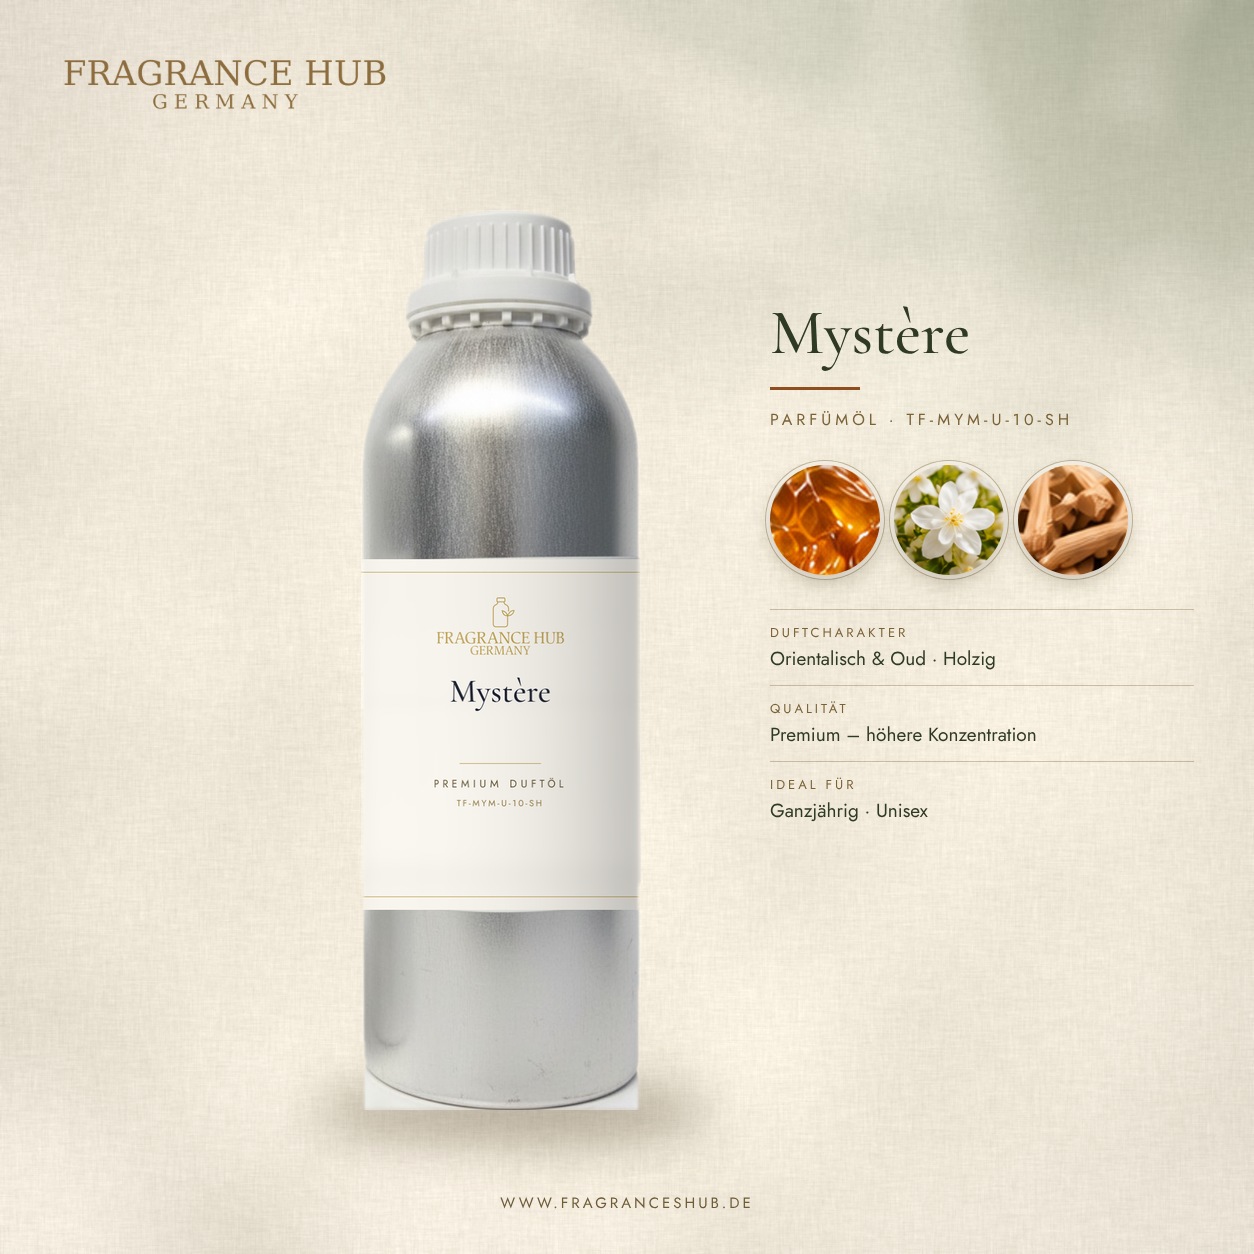 FRAGRANCE HUB
GERMANY
Mystère
PARFÜMÖL · TF-MYM-U-10-SH
DUFTCHARAKTER
Orientalisch & Oud · Holzig
QUALITÄT
Premium – höhere Konzentration
IDEAL FÜR
Ganzjährig · Unisex
FRAGRANCE HUB
GERMANY
Mystère
PREMIUM DUFTÖL
TF-MYM-U-10-SH
WWW.FRAGRANCESHUB.DE